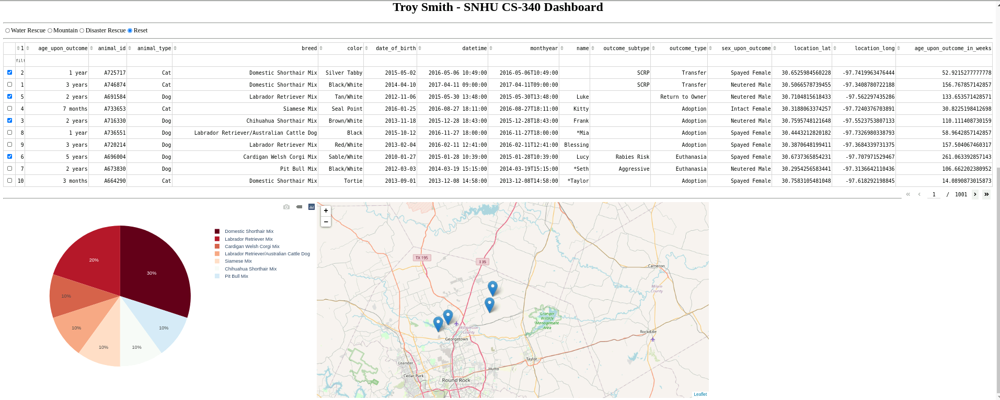 Troy Smith - SNHU CS-340 Dashboard
Water Rescue Mountain Disaster Rescue Reset
1 age_upon_outcome animal_id animal_type breed color date_of_birth datetime monthyear name outcome_subtype outcome_type sex_upon_outcome location_lat location_long age_upon_outcome_in_weeks
2 1 year A725717 Cat Domestic Shorthair Mix Silver Tabby 2015-05-02 2016-05-06 10:49:00 2016-05-06T10:49:00 SCRP Transfer Spayed Female 30.6525984560228 -97.7419963476444 52.9215277777778
1 3 years A746874 Cat Domestic Shorthair Mix Black/White 2014-04-10 2017-04-11 09:00:00 2017-04-11T09:00:00 SCRP Transfer Neutered Male 30.5066578739455 -97.3408780722188 156.767857142857
5 2 years A691584 Dog Labrador Retriever Mix Tan/White 2012-11-06 2015-05-30 13:48:00 2015-05-30T13:48:00 Luke Return to Owner Neutered Male 30.7104815618433 -97.562297435286 133.653571428571
4 7 months A733653 Cat Siamese Mix Seal Point 2016-01-25 2016-08-27 18:11:00 2016-08-27T18:11:00 Kitty Adoption Intact Female 30.3188063374257 -97.7240376703891 30.8225198412698
3 2 years A716330 Dog Chihuahua Shorthair Mix Brown/White 2013-11-18 2015-12-28 18:43:00 2015-12-28T18:43:00 Frank Adoption Neutered Male 30.7595748121648 -97.5523753807133 110.111408730159
8 1 year A736551 Dog Labrador Retriever/Australian Cattle Dog Black 2015-10-12 2016-11-27 18:00:00 2016-11-27T18:00:00 *Mia Adoption Spayed Female 30.4443212820182 -97.7326980338793 58.9642857142857
9 3 years A720214 Dog Labrador Retriever Mix Red/White 2013-02-04 2016-02-11 12:41:00 2016-02-11T12:41:00 Blessing Adoption Spayed Female 30.3870648199411 -97.3684339731375 157.504067460317
6 5 years A696004 Dog Cardigan Welsh Corgi Mix Sable/White 2010-01-27 2015-01-28 10:39:00 2015-01-28T10:39:00 Lucy Rabies Risk Euthanasia Spayed Female 30.6737365854231 -97.707971529467 261.063392857143
7 2 years A673830 Dog Pit Bull Mix Black/White 2012-03-03 2014-03-19 15:15:00 2014-03-19T15:15:00 *Seth Aggressive Euthanasia Neutered Male 30.2954256583441 -97.3136642110436 106.662202380952
10 3 months A664290 Cat Domestic Shorthair Mix Tortie 2013-09-01 2013-12-08 14:58:00 2013-12-08T14:58:00 *Taylor Adoption Spayed Female 30.7583105481048 -97.618292198845 14.0890873015873
1 / 1001
Domestic Shorthair Mix
Labrador Retriever Mix
Cardigan Welsh Corgi Mix
Labrador Retriever/Australian Cattle Dog
Siamese Mix
Chihuahua Shorthair Mix
Pit Bull Mix
20%
30%
10%
10%
10%
10%
10%
+
−
TX 195
I 35
Cameron
Milam
County
Granger
Wildlife
Management
Area
Williamson
County
Georgetown
Rockdale
Taylor
Leander
Hutto
Cedar Park
Round Rock
Leaflet